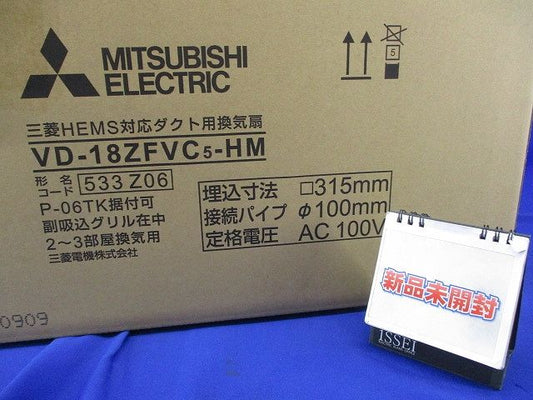 MITSUBISHI
ELECTRIC
5
三菱HEMS対応ダクト用換気扇
VD-18ZFVC5-HM
形名コード 533 Z06
P-06TK据付可
副吸込グリル在中
2～3部屋換気用
三菱電機株式会社
埋込寸法 □315mm
接続パイプ φ100mm
定格電圧 AC 100V
0909
新品未開封
ISSEI